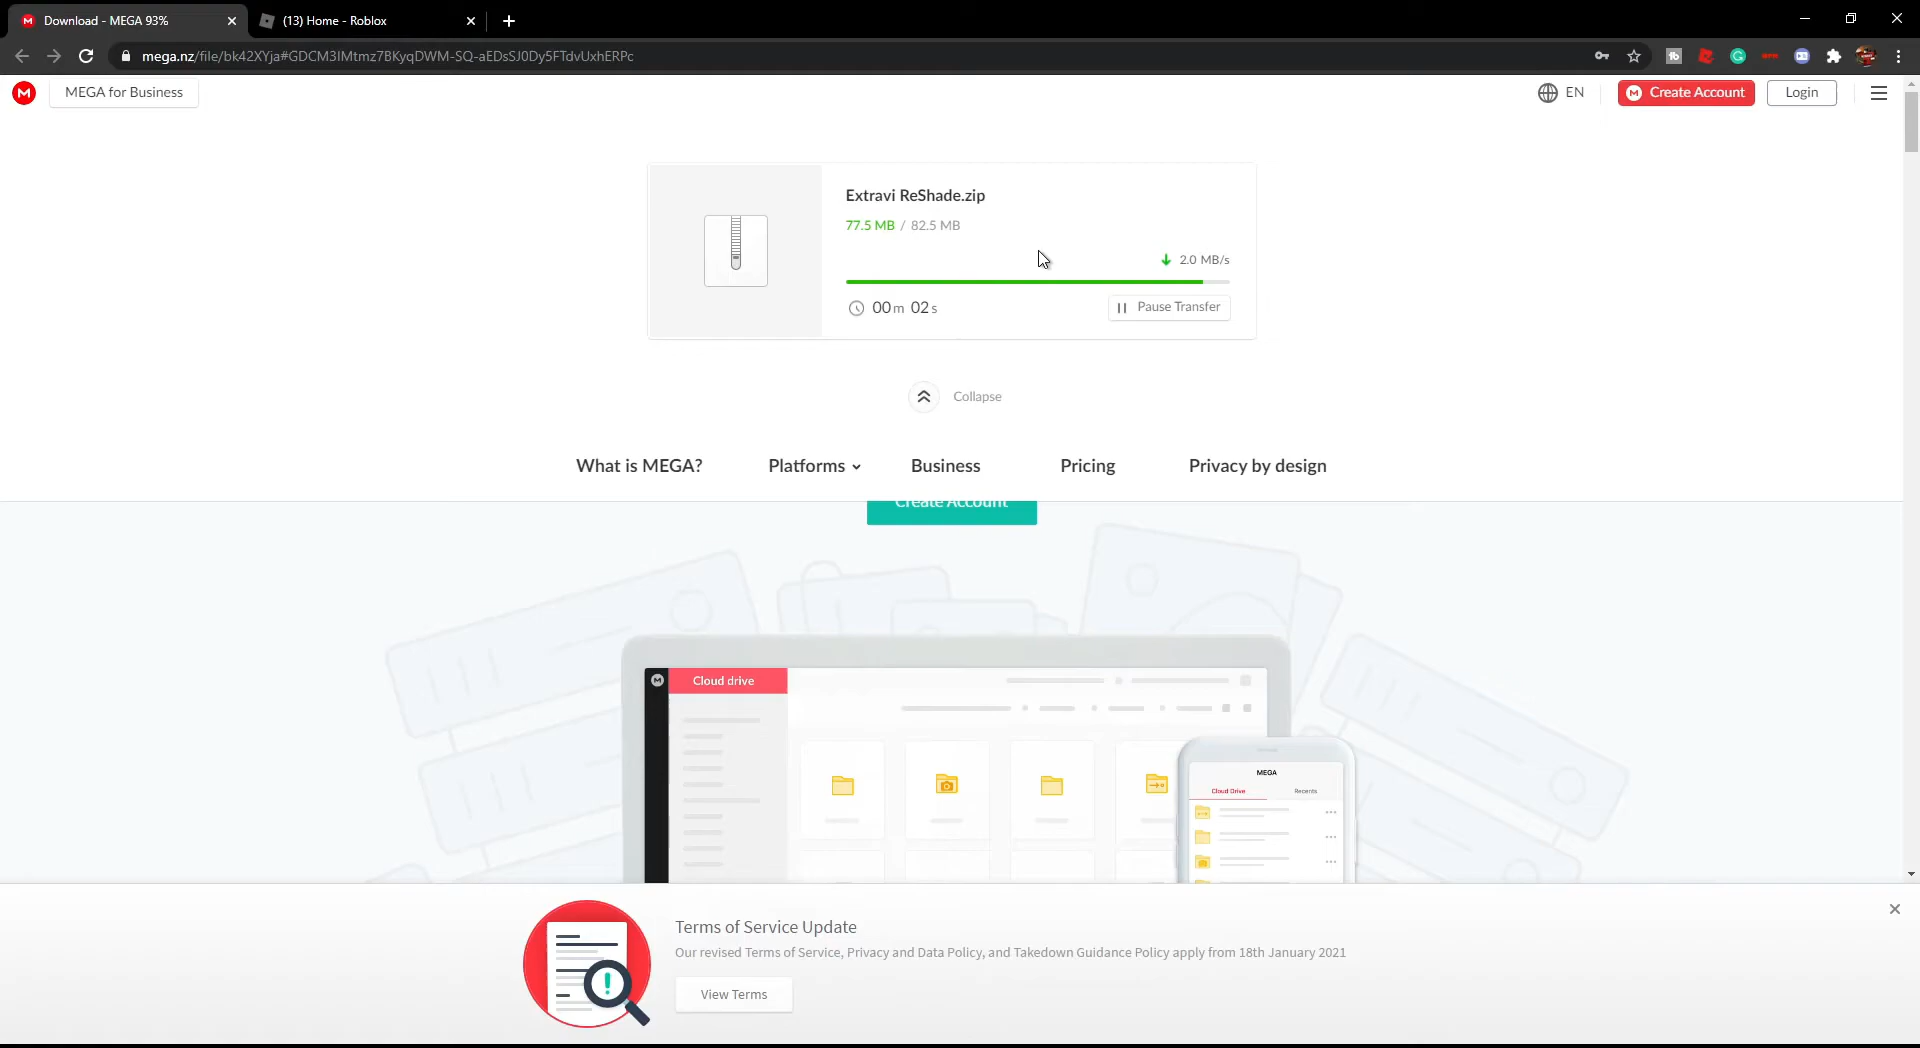 Download - MEGA 93%
(13) Home - Roblox
mega.nz/file/bk42XYja#GDCM3IMtmz7BKyqDWM-SQ-aEDsSJ0Dy5FTdvUxhERPc
MEGA for Business
EN
Create Account
Login
Extravi ReShade.zip
77.5 MB / 82.5 MB
2.0 MB/s
00 m 02 s
Pause Transfer
Collapse
What is MEGA?
Platforms
Business
Pricing
Privacy by design
Create Account
Cloud drive
MEGA
Cloud Drive
Recents
Terms of Service Update
Our revised Terms of Service, Privacy and Data Policy, and Takedown Guidance Policy apply from 18th January 2021
View Terms